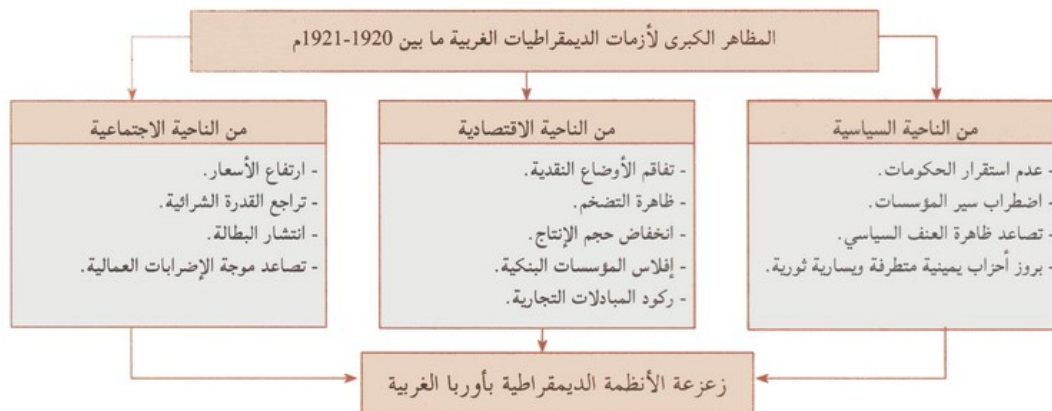 المظاهر الكبرى لأزمات الديمقراطيات الغربية ما بين 1920-1921م
من الناحية السياسية
- عدم استقرار الحكومات.
- اضطراب سير المؤسسات.
- تصاعد ظاهرة العنف السياسي.
- بروز أحزاب يمينية متطرفة ويسارية ثورية.
من الناحية الاقتصادية
- تفاقم الأوضاع النقدية.
- ظاهرة التضخم.
- انخفاض حجم الإنتاج.
- إفلاس المؤسسات البنكية.
- ركود المبادلات التجارية.
من الناحية الاجتماعية
- ارتفاع الأسعار.
- تراجع القدرة الشرائية.
- انتشار البطالة.
- تصاعد موجة الإضرابات العمالية.
زعزعة الأنظمة الديمقراطية بأوربا الغربية